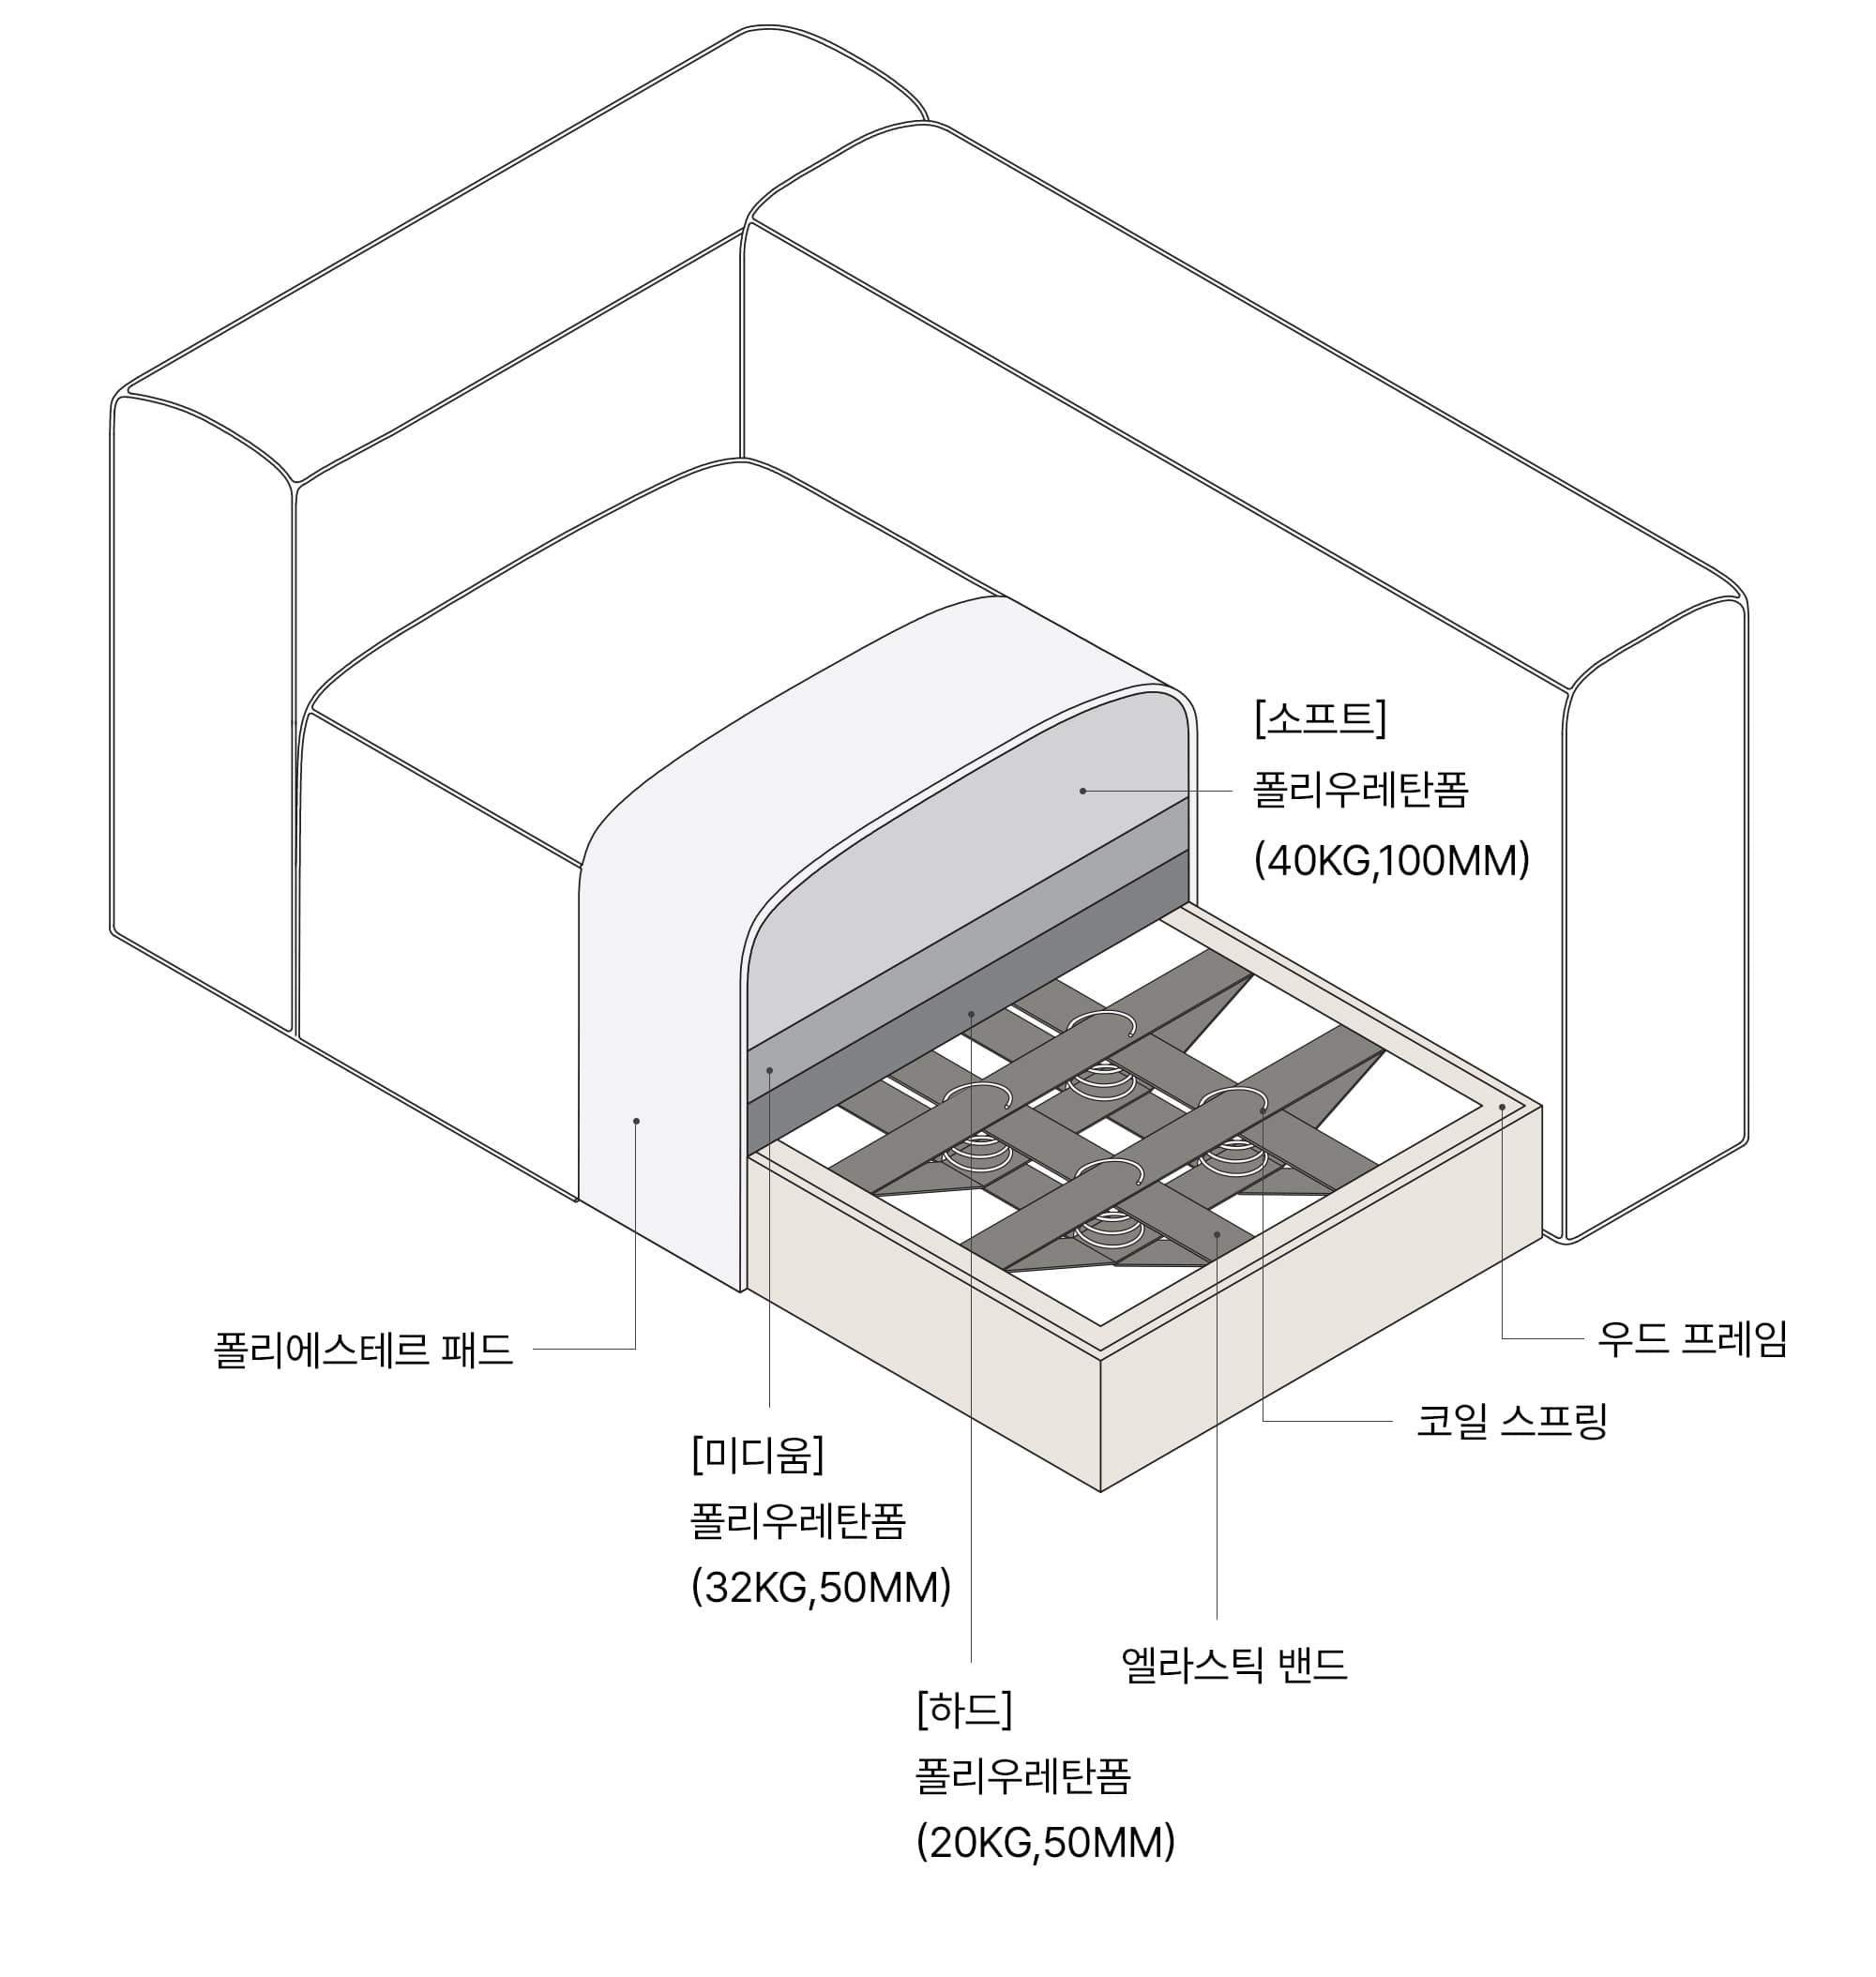 [소프트]
폴리우레탄폼
(40KG,100MM)
폴리에스테르 패드
우드 프레임
코일 스프링
[미디움]
폴리우레탄폼
(32KG,50MM)
엘라스틱 밴드
[하드]
폴리우레탄폼
(20KG,50MM)